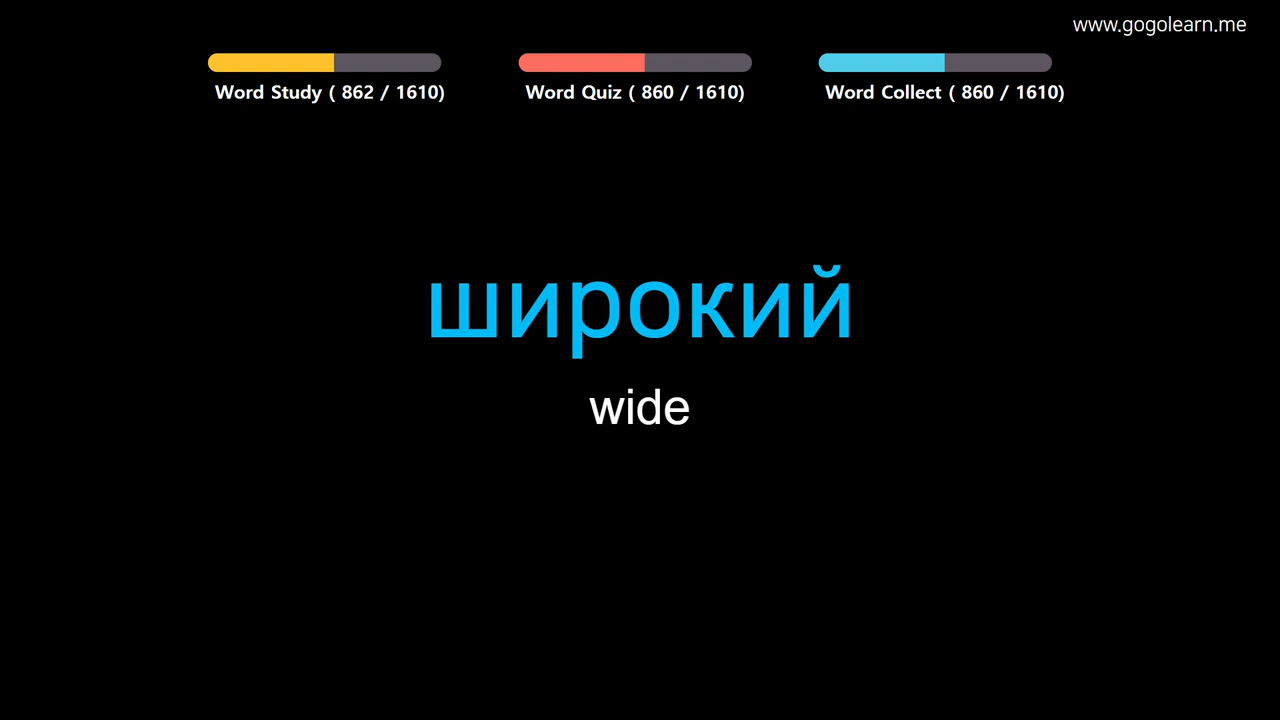 www.gogolearn.me
Word Study ( 862 / 1610)
Word Quiz ( 860 / 1610)
Word Collect ( 860 / 1610)
широкий
wide